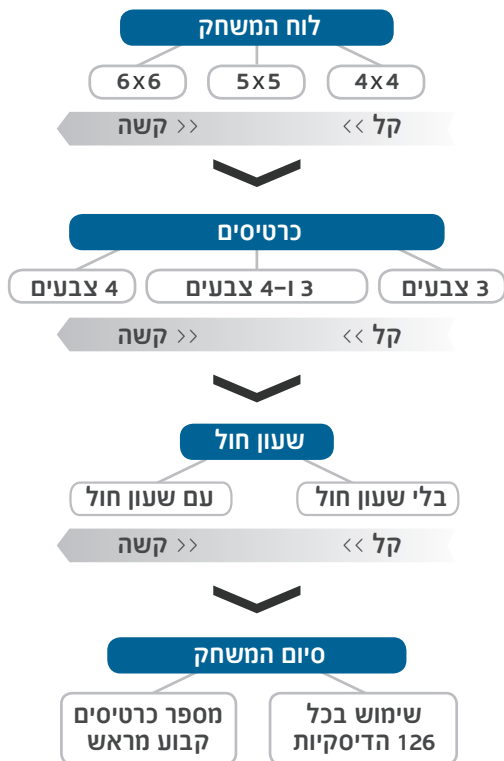 לוח המשחק
4x4 5x5 6x6
קל >> << קשה
כרטיסים
3 צבעים 3 ו-4 צבעים 4 צבעים
קל >> << קשה
שעון חול
בלי שעון חול עם שעון חול
קל >> << קשה
סיום המשחק
שימוש בכל
126 הדיסקיות
מספר כרטיסים
קבוע מראש